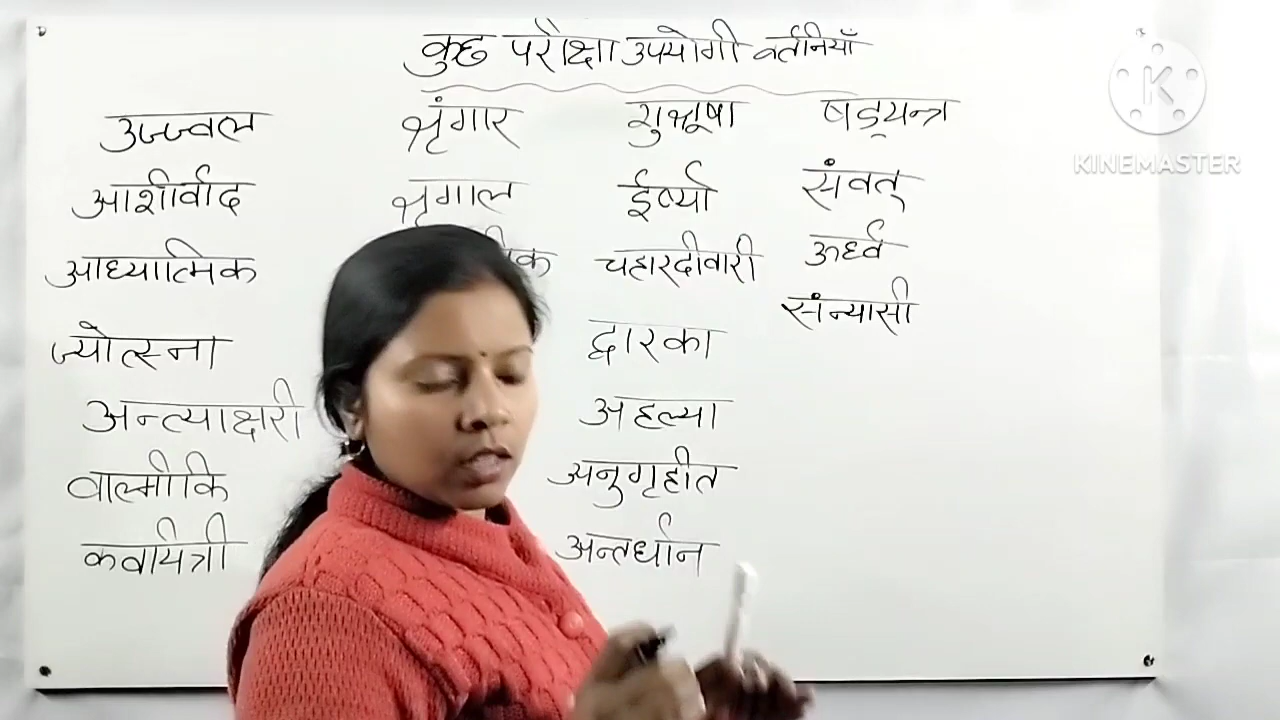 कुछ परीक्षा उपयोगी वर्तनियाँ
उज्ज्वल
आशीर्वाद
आध्यात्मिक
ज्योत्स्ना
अन्त्याक्षरी
वाल्मीकि
कवयित्री
शृंगार
शृगाल
शुश्रूषा
ईर्ष्या
चहारदीवारी
द्वारका
अहल्या
अनुगृहीत
अन्तर्धान
षड्यन्त्र
संवत्
ऊर्ध्व
संन्यासी
K
KINEMASTER